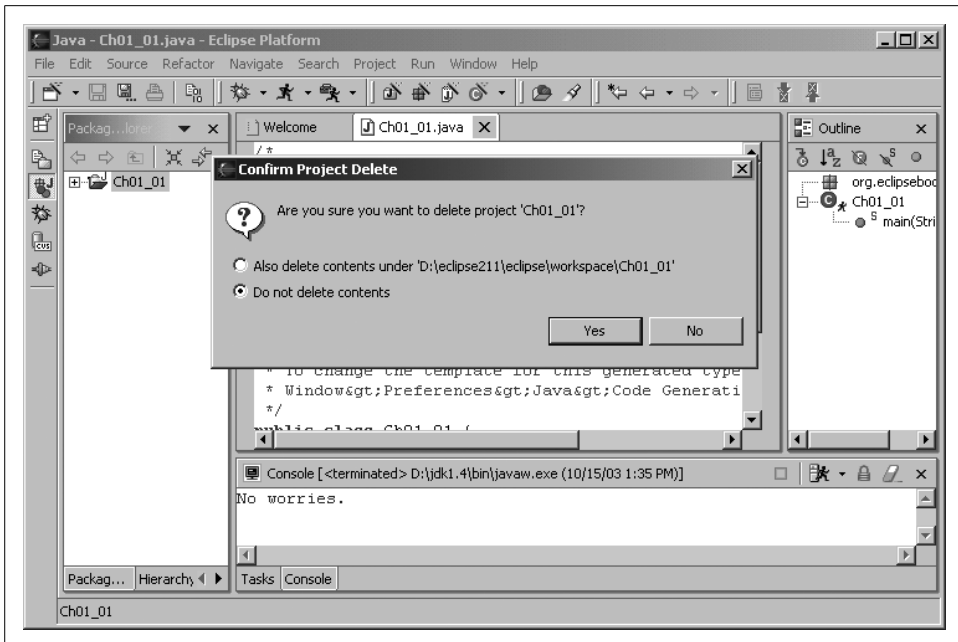 Java - Ch01_01.java - Eclipse Platform
File Edit Source Refactor Navigate Search Project Run Window Help
Packag...lorer
Welcome
Ch01_01.java
Outline
/*
Ch01_01
org.eclipseboo
Ch01_01
main(Stri
Confirm Project Delete
Are you sure you want to delete project 'Ch01_01'?
Also delete contents under 'D:\eclipse211\eclipse\workspace\Ch01_01'
Do not delete contents
Yes No
* To change the template for this generated type
* Window&gt;Preferences&gt;Java&gt;Code Generati
*/
public class Ch01_01 {
Console [<terminated> D:\jdk1.4\bin\javaw.exe (10/15/03 1:35 PM)]
No worries.
Packag... Hierarchy
Tasks Console
Ch01_01